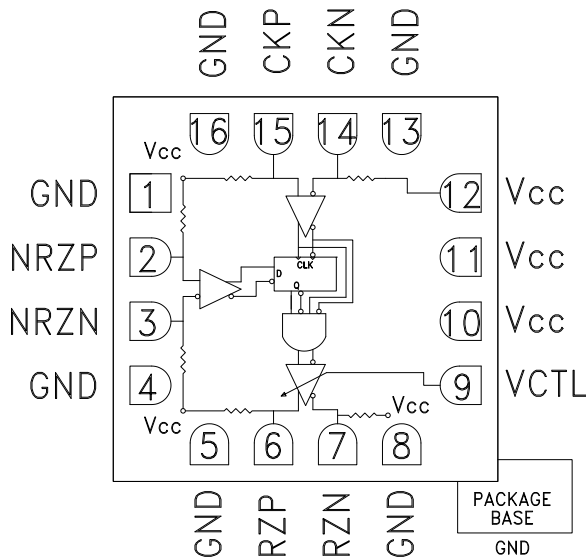 GND CKP CKN GND
16 15 14 13
Vcc
GND 1 12 Vcc
NRZP 2 11 Vcc
CLK
D
Q
NRZN 3 10 Vcc
GND 4 9 VCTL
Vcc Vcc
5 6 7 8
GND RZP RZN GND
PACKAGE
BASE
GND